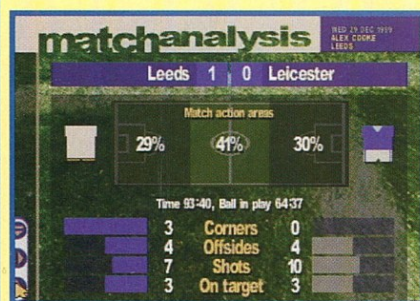 matchanalysis
WED 29 DEC 1999
ALEX COOKE
LEEDS
Leeds 1 0 Leicester
Match action areas
29% 41% 30%
Time 93:40, Ball in play 64:37
3 Corners 0
4 Offsides 4
7 Shots 10
3 On target 3